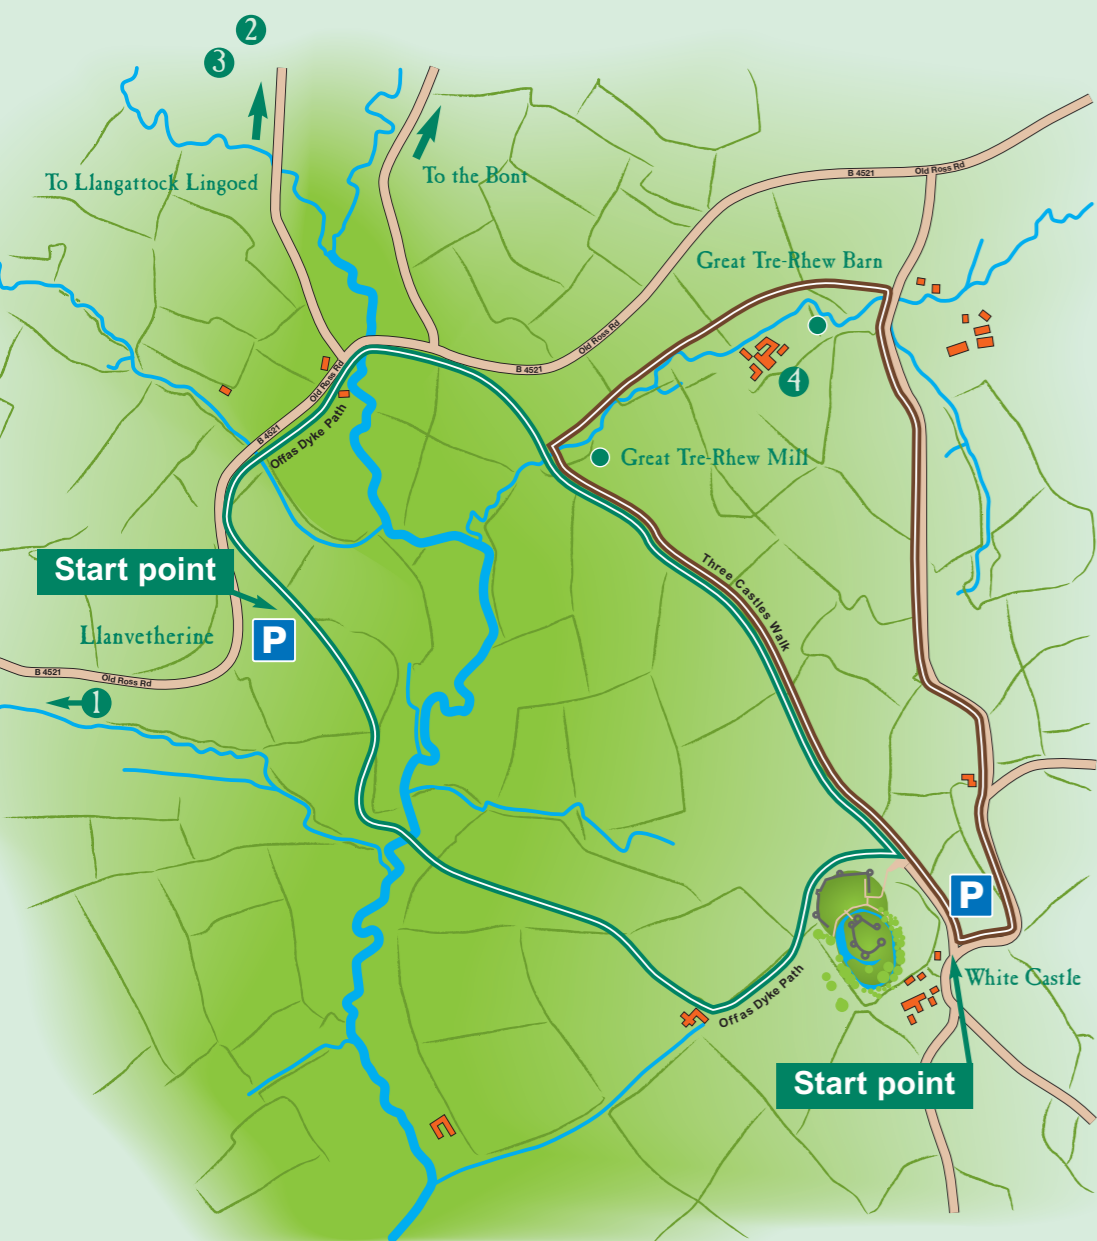 2
3
To Llangattock Lingoed
To the Bont
B 4521
Old Ross Rd
Great Tre-Rhew Barn
Old Ross Rd
B 4521
4
Old Ross Rd
B 4521
Offas Dyke Path
Great Tre-Rhew Mill
Start point
Three Castles Walk
Llanvetherine
P
B 4521
Old Ross Rd
1
P
White Castle
Offas Dyke Path
Start point